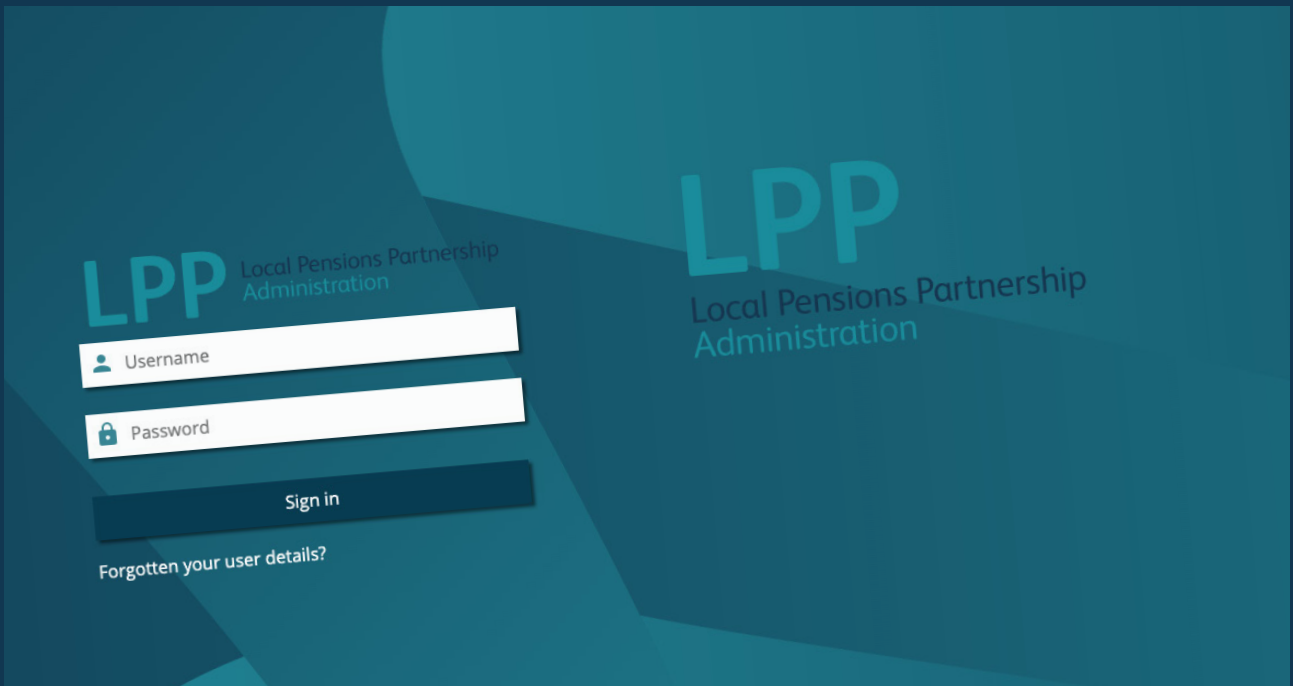 LPP
Local Pensions Partnership
Administration
Username
Password
Sign in
Forgotten your user details?
LPP
Local Pensions Partnership
Administration